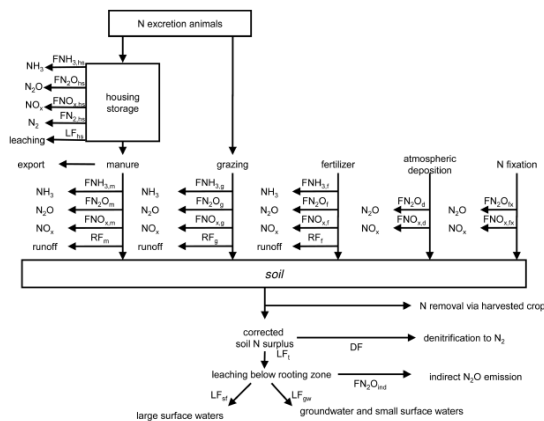 N excretion animals
NH3 FNH3,hs
N2O FN2Ohs
NOx FNOx,hs
N2 FN2,hs
leaching LFhs
housing
storage
export manure grazing fertilizer atmospheric
deposition N fixation
NH3 FNH3,m NH3 FNH3,g NH3 FNH3,f
N2O FN2Om N2O FN2Og N2O FN2Of N2O FN2Od N2O FN2Ofx
NOx FNOx,m NOx FNOx,g NOx FNOx,f NOx FNOx,d NOx FNOx,fx
runoff RFm runoff RFg runoff RFf
soil
N removal via harvested crop
corrected
soil N surplus
DF
denitrification to N2
LFt
leaching below rooting zone
FN2Oind
indirect N2O emission
LFsf LFgw
large surface waters groundwater and small surface waters